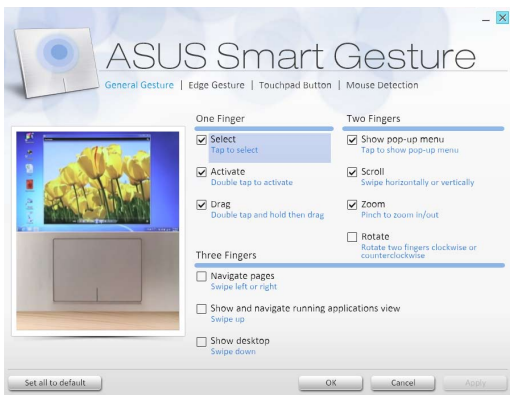 ASUS Smart Gesture
General Gesture | Edge Gesture | Touchpad Button | Mouse Detection
One Finger
Select
Tap to select
Activate
Double tap to activate
Drag
Double tap and hold then drag
Two Fingers
Show pop-up menu
Tap to show pop-up menu
Scroll
Swipe horizontally or vertically
Zoom
Pinch to zoom in/out
Rotate
Rotate two fingers clockwise or
counterclockwise
Three Fingers
Navigate pages
Swipe left or right
Show and navigate running applications view
Swipe up
Show desktop
Swipe down
Set all to default
OK
Cancel
Apply